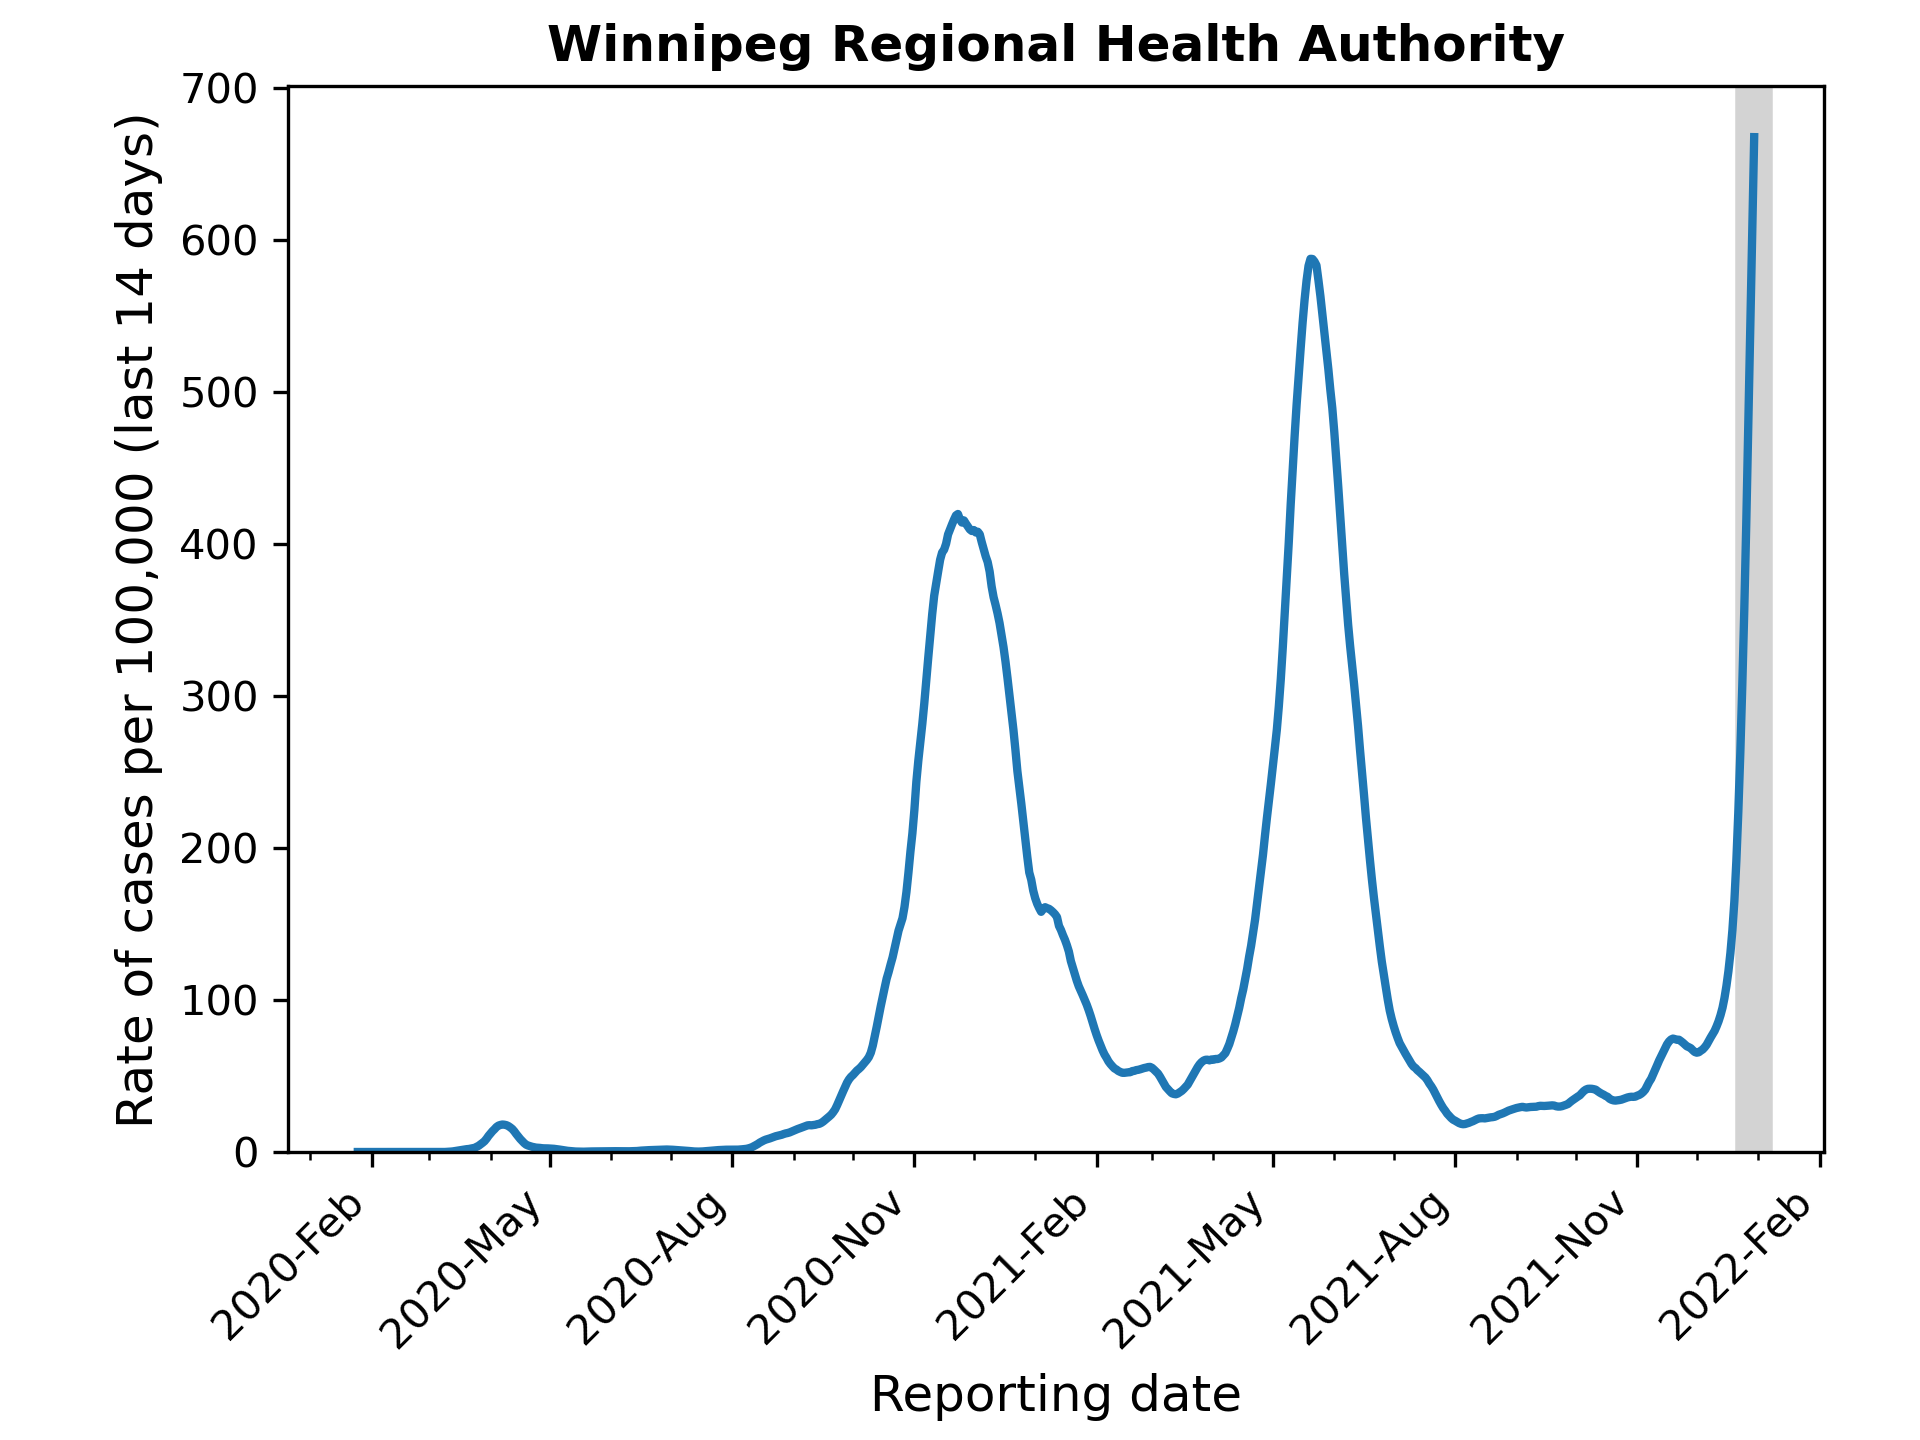 Winnipeg Regional Health Authority
Rate of cases per 100,000 (last 14 days)
700
600
500
400
300
200
100
0
2020-Feb
2020-May
2020-Aug
2020-Nov
2021-Feb
2021-May
2021-Aug
2021-Nov
2022-Feb
Reporting date